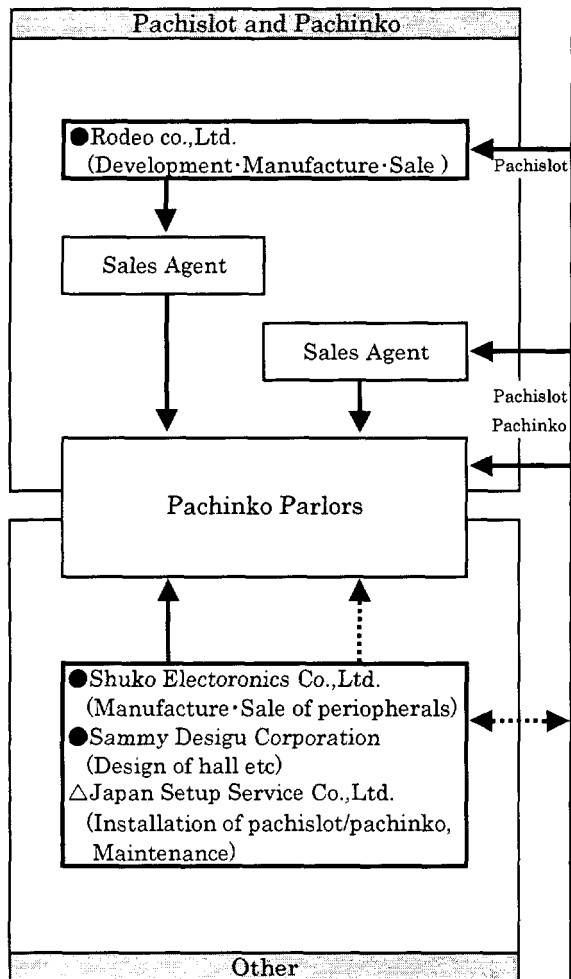 Pachislot and Pachinko
●Rodeo co.,Ltd.
(Development·Manufacture·Sale )
Pachislot
Sales Agent
Sales Agent
Pachislot
Pachinko
Pachinko Parlors
●Shuko Electoronics Co.,Ltd.
(Manufacture·Sale of periopherals)
●Sammy Desigu Corporation
(Design of hall etc)
△Japan Setup Service Co.,Ltd.
(Installation of pachislot/pachinko,
Maintenance)
Other